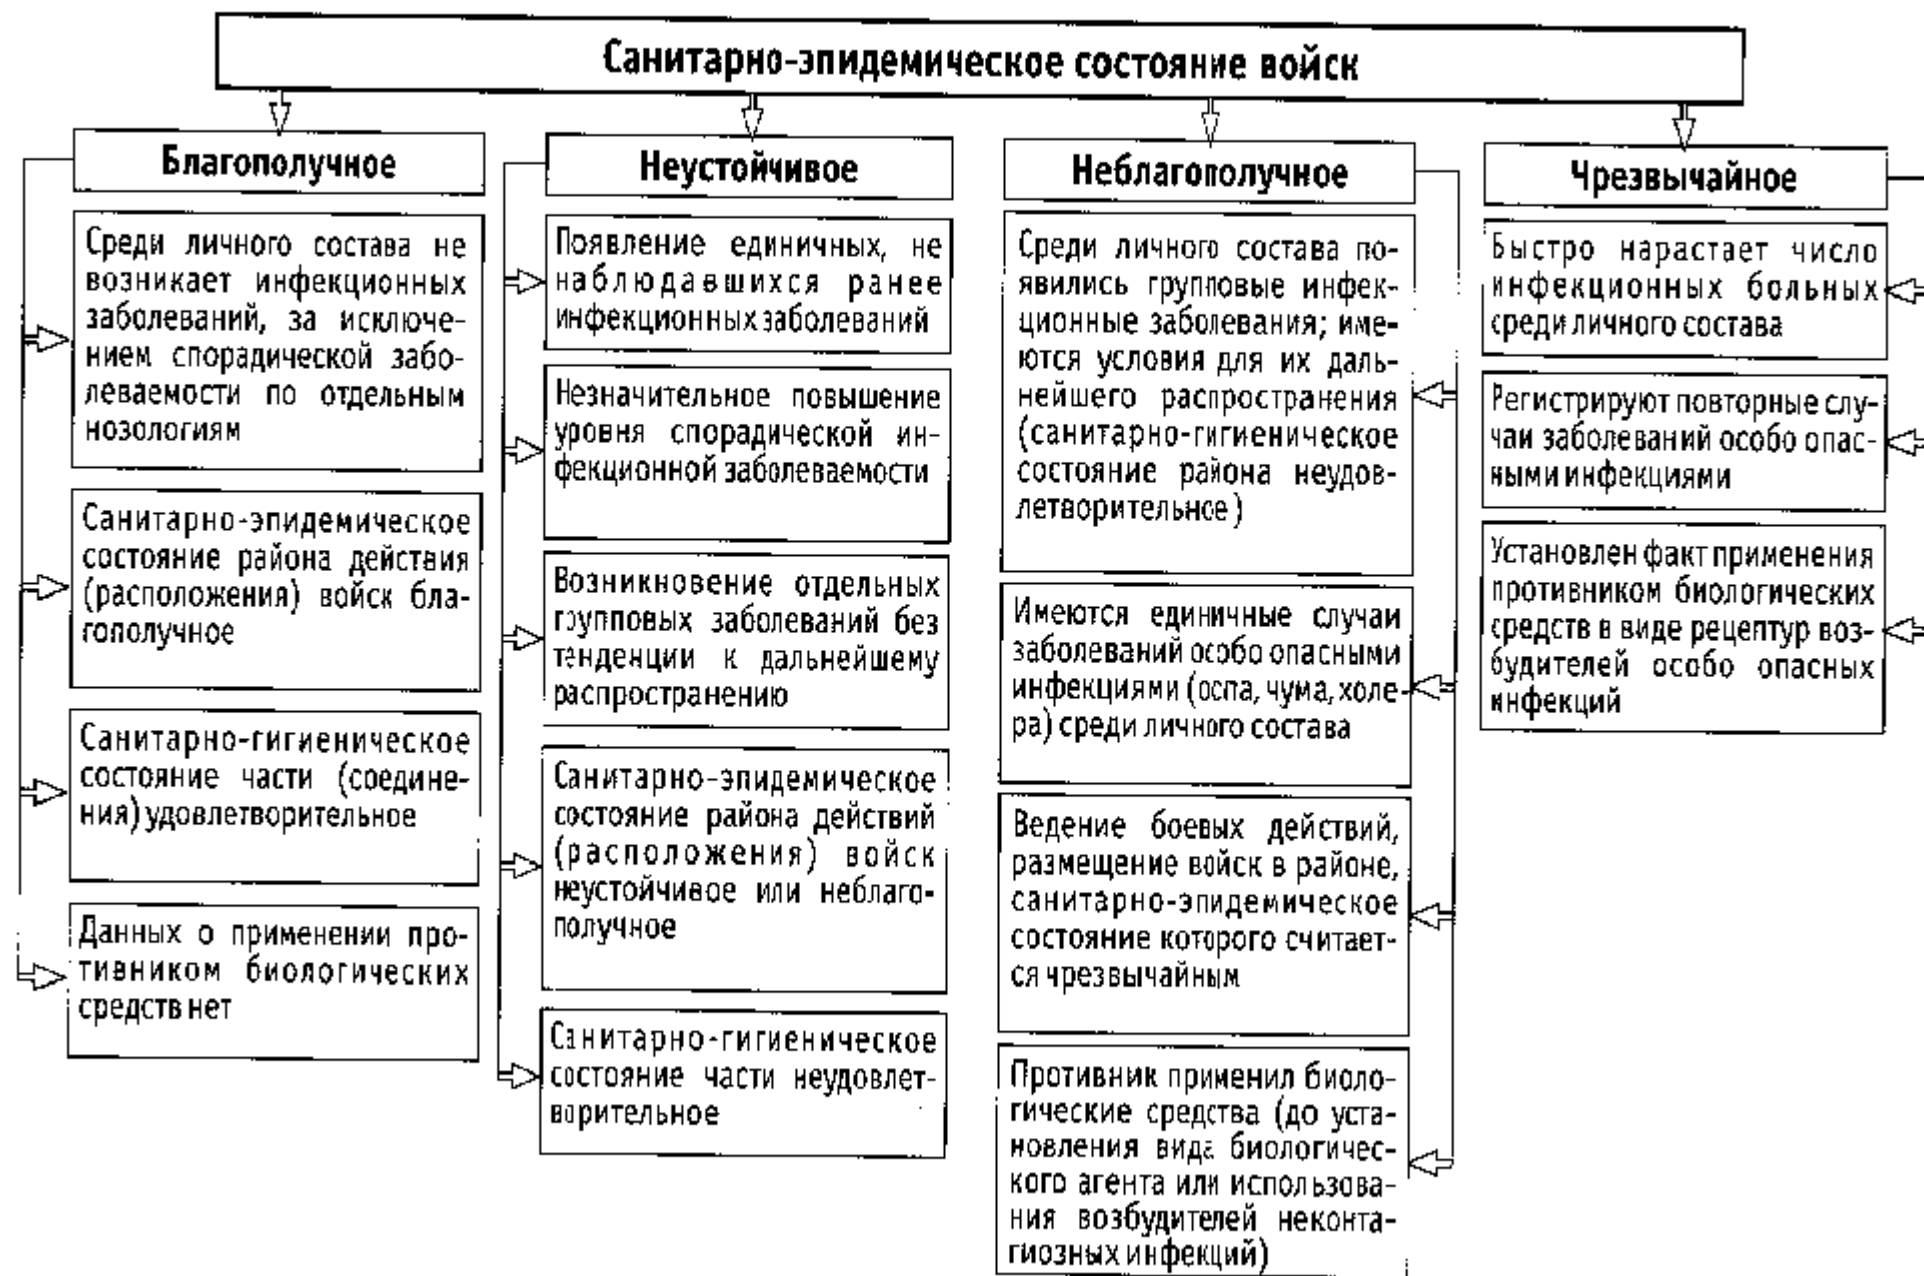 Санитарно-эпидемическое состояние войск
Благополучное
Среди личного состава не
возникает инфекционных
заболеваний, за исключе-
нием спорадической забо-
леваемости по отдельным
нозологиям
Санитарно-эпидемическое
состояние района действия
(расположения) войск бла-
гополучное
Санитарно-гигиеническое
состояние части (соедине-
ния) удовлетворительное
Данных о применении про-
тивником биологических
средств нет
Неустойчивое
Появление единичных, не
наблюдавшихся ранее
инфекционных заболеваний
Незначительное повышение
уровня спорадической ин-
фекционной заболеваемости
Возникновение отдельных
групповых заболеваний без
тенденции к дальнейшему
распространению
Санитарно-эпидемическое
состояние района действий
(расположения) войск
неустойчивое или неблаго-
получное
Санитарно-гигиеническое
состояние части неудовлет-
ворительное
Неблагополучное
Среди личного состава по-
явились групповые инфек-
ционные заболевания; име-
ются условия для их даль-
нейшего распространения
(санитарно-гигиеническое
состояние района неудов-
летворительное)
Имеются единичные случаи
заболеваний особо опасными
инфекциями (оспа, чума, холе-
ра) среди личного состава
Ведение боевых действий,
размещение войск в районе,
санитарно-эпидемическое
состояние которого считает-
ся чрезвычайным
Противник применил биоло-
гические средства (до уста-
новления вида биологичес-
кого агента или использова-
ния возбудителей неконта-
гиозных инфекций)
Чрезвычайное
Быстро нарастает число
инфекционных больных
среди личного состава
Регистрируют повторные слу-
чаи заболеваний особо опас-
ными инфекциями
Установлен факт применения
противником биологических
средств в виде рецептур воз-
будителей особо опасных
инфекций